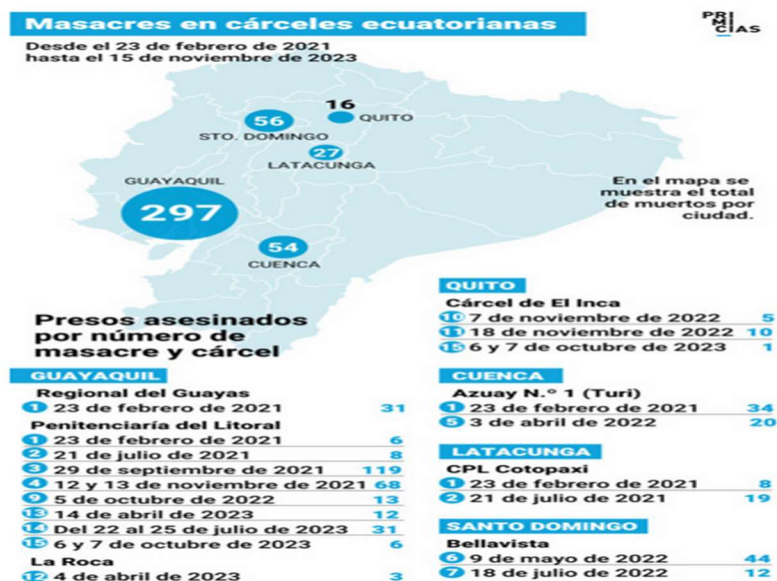 Masacres en cárceles ecuatorianas
PRIMICIAS
Desde el 23 de febrero de 2021
hasta el 15 de noviembre de 2023
16
QUITO
56
STO. DOMINGO
27
LATACUNGA
GUAYAQUIL
297
54
CUENCA
En el mapa se
muestra el total
de muertos por
ciudad.
Presos asesinados
por número de
masacre y cárcel
GUAYAQUIL
Regional del Guayas
1 23 de febrero de 2021 31
Penitenciaría del Litoral
1 23 de febrero de 2021 6
2 21 de julio de 2021 8
3 29 de septiembre de 2021 119
4 12 y 13 de noviembre de 2021 68
9 5 de octubre de 2022 13
13 14 de abril de 2023 12
14 Del 22 al 25 de julio de 2023 31
15 6 y 7 de octubre de 2023 6
La Roca
12 4 de abril de 2023 3
QUITO
Cárcel de El Inca
10 7 de noviembre de 2022 5
11 18 de noviembre de 2022 10
15 6 y 7 de octubre de 2023 1
CUENCA
Azuay N.º 1 (Turi)
1 23 de febrero de 2021 34
5 3 de abril de 2022 20
LATACUNGA
CPL Cotopaxi
1 23 de febrero de 2021 8
2 21 de julio de 2021 19
SANTO DOMINGO
Bellavista
6 9 de mayo de 2022 44
7 18 de julio de 2022 12